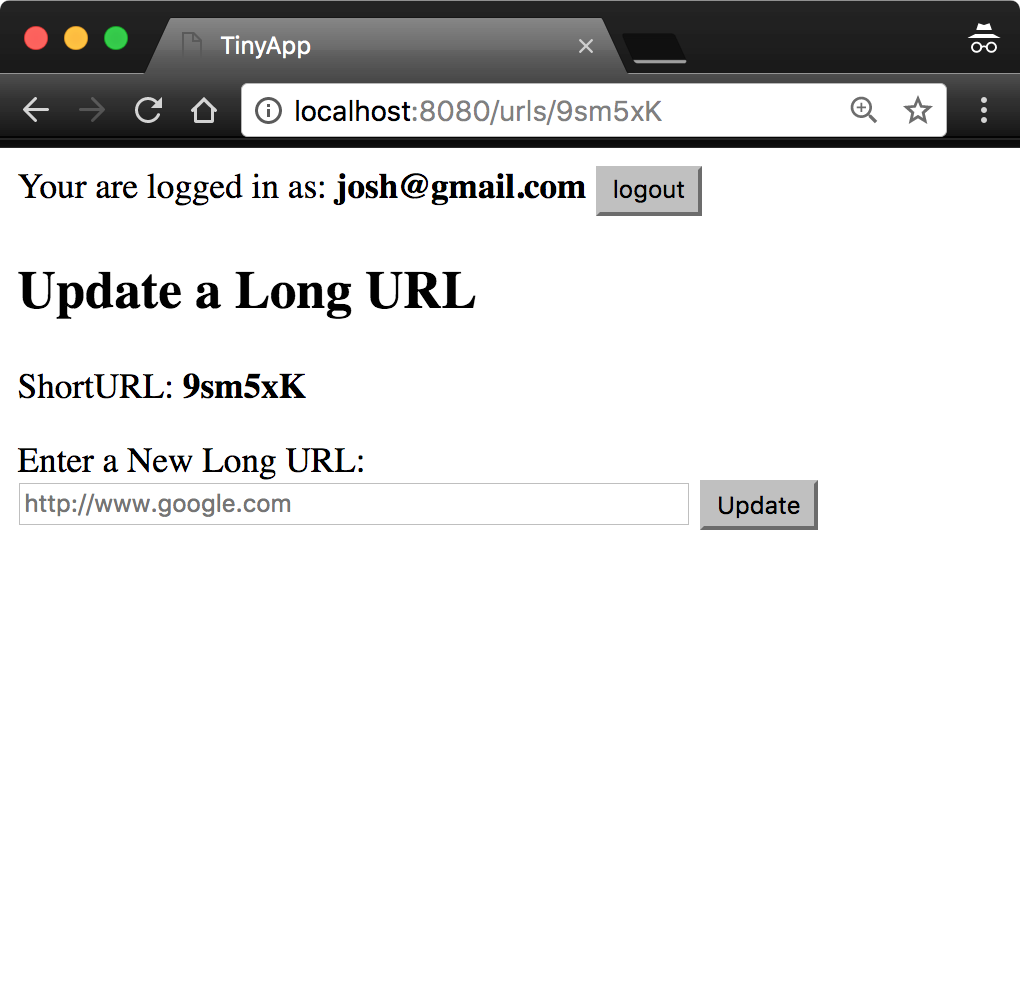 TinyApp
localhost:8080/urls/9sm5xK
Your are logged in as: josh@gmail.com logout
Update a Long URL
ShortURL: 9sm5xK
Enter a New Long URL:
http://www.google.com Update